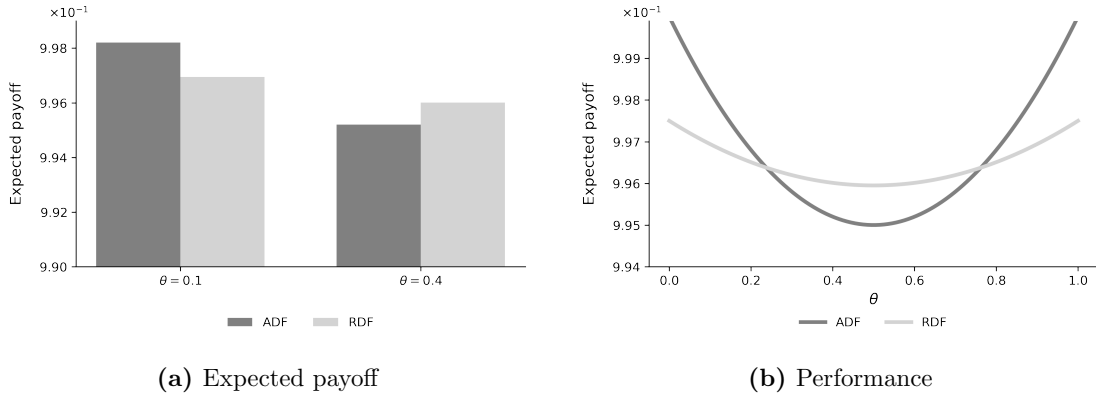 ×10⁻¹
9.98
9.96
9.94
9.92
9.90
Expected payoff
θ = 0.1
θ = 0.4
ADF
RDF
(a) Expected payoff
×10⁻¹
9.99
9.98
9.97
9.96
9.95
9.94
Expected payoff
0.0 0.2 0.4 0.6 0.8 1.0
θ
ADF
RDF
(b) Performance